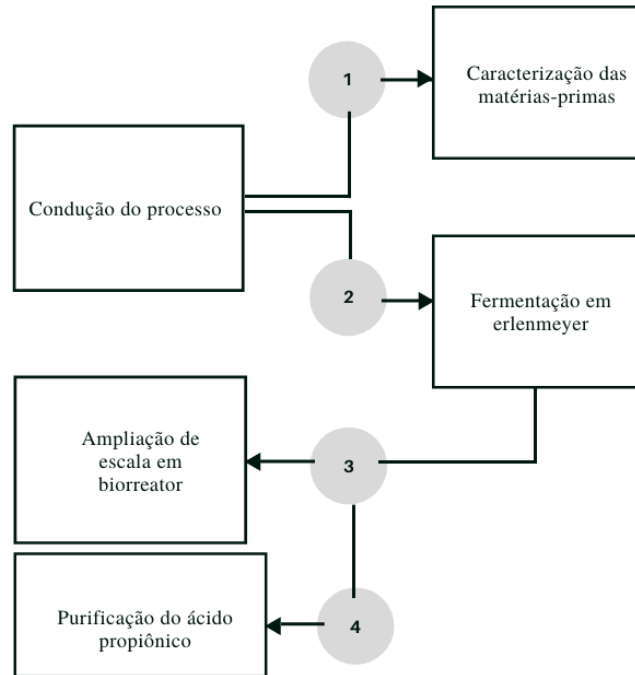 1
Caracterização das
matérias-primas
Condução do processo
2
Fermentação em
erlenmeyer
Ampliação de
escala em
biorreator
3
Purificação do ácido
propiônico
4